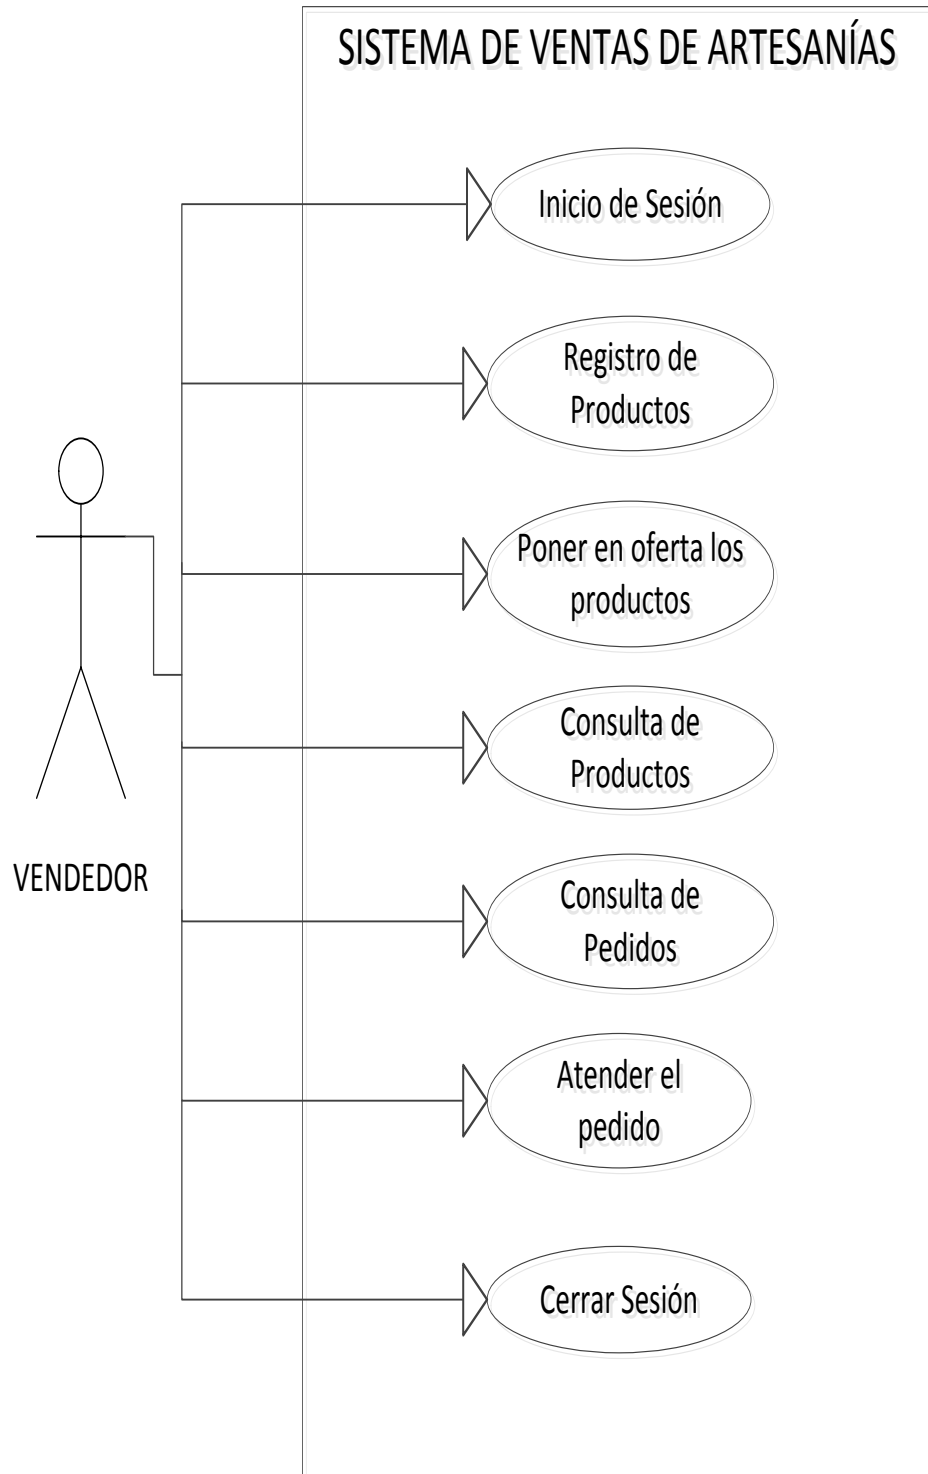 SISTEMA DE VENTAS DE ARTESANÍAS
Inicio de Sesión
Registro de
Productos
Poner en oferta los
productos
Consulta de
Productos
VENDEDOR
Consulta de
Pedidos
Atender el
pedido
Cerrar Sesión